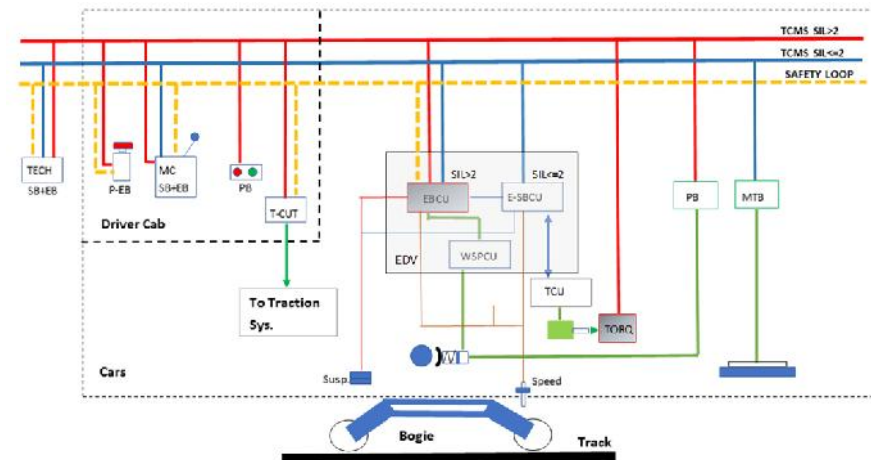 TCMS SIL>2
TCMS SIL<=2
SAFETY LOOP
TECH
SB+EB
P-EB
MC
SB+EB
PB
T-CUT
Driver Cab
SIL>2
SIL<=2
EBCU
E-SBCU
WSPCU
EDV
TCU
TORQ
PB
MTB
To Traction
Sys.
Cars
Susp.
Speed
Bogie
Track